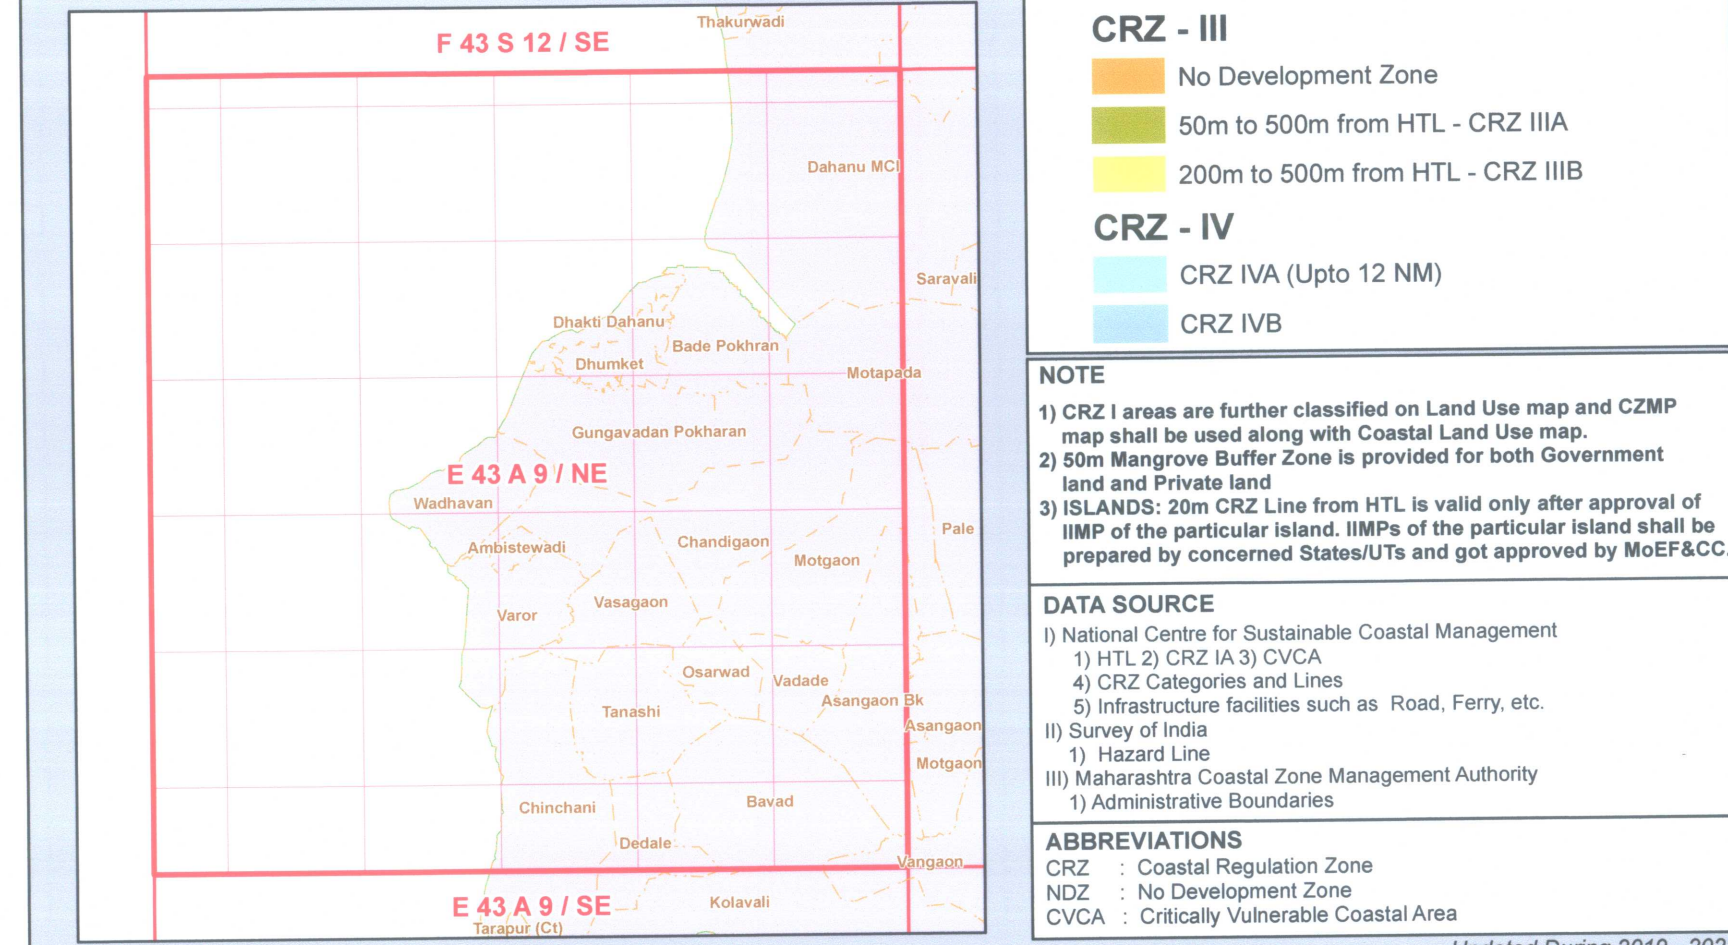 Thakurwadi
F 43 S 12 / SE
Dahanu MCl
Saravali
Dhakti Dahanu
Bade Pokhran
Dhumket
Motapada
Gungavadan Pokharan
E 43 A 9 / NE
Wadhavan
Pale
Ambistewadi
Chandigaon
Motgaon
Varor
Vasagaon
Osarwad
Vadade
Asangaon Bk
Tanashi
Asangaon
Motgaon
Chinchani
Bavad
Dedale
Vangaon
E 43 A 9 / SE
Kolavali
Tarapur (Ct)
CRZ - III
No Development Zone
50m to 500m from HTL - CRZ IIIA
200m to 500m from HTL - CRZ IIIB
CRZ - IV
CRZ IVA (Upto 12 NM)
CRZ IVB
NOTE
1) CRZ I areas are further classified on Land Use map and CZMP
map shall be used along with Coastal Land Use map.
2) 50m Mangrove Buffer Zone is provided for both Government
land and Private land
3) ISLANDS: 20m CRZ Line from HTL is valid only after approval of
IIMP of the particular island. IIMPs of the particular island shall be
prepared by concerned States/UTs and got approved by MoEF&CC.
DATA SOURCE
I) National Centre for Sustainable Coastal Management
1) HTL 2) CRZ IA 3) CVCA
4) CRZ Categories and Lines
5) Infrastructure facilities such as Road, Ferry, etc.
II) Survey of India
1) Hazard Line
III) Maharashtra Coastal Zone Management Authority
1) Administrative Boundaries
ABBREVIATIONS
CRZ : Coastal Regulation Zone
NDZ : No Development Zone
CVCA : Critically Vulnerable Coastal Area